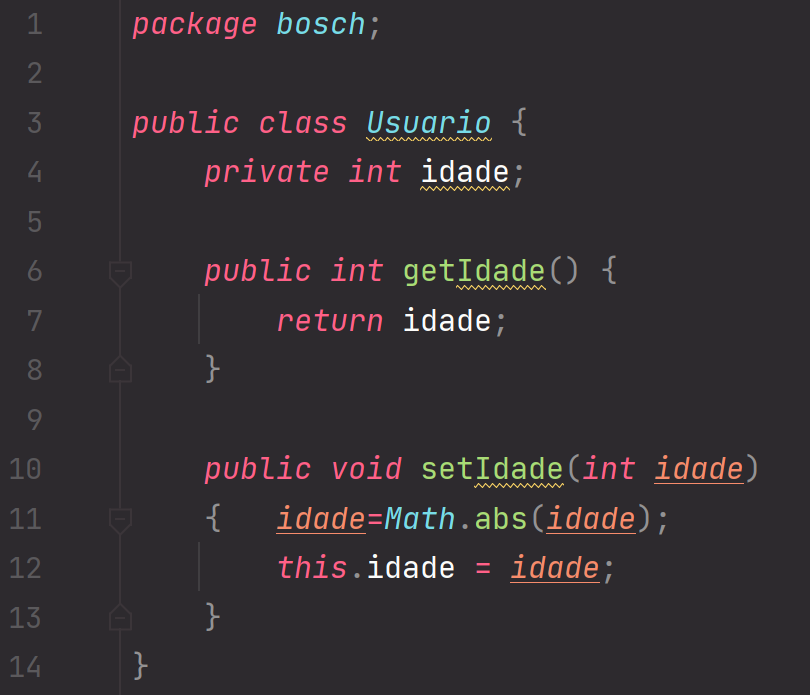 1 package bosch;
2
3 public class Usuario {
4     private int idade;
5
6     public int getIdade() {
7         return idade;
8     }
9
10     public void setIdade(int idade)
11     {   idade=Math.abs(idade);
12         this.idade = idade;
13     }
14 }